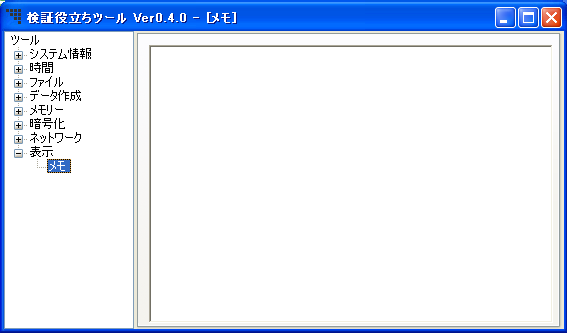 検証役立ちツール Ver0.4.0 - [メモ]
ツール
システム情報
時間
ファイル
データ作成
メモリー
暗号化
ネットワーク
表示
メモ